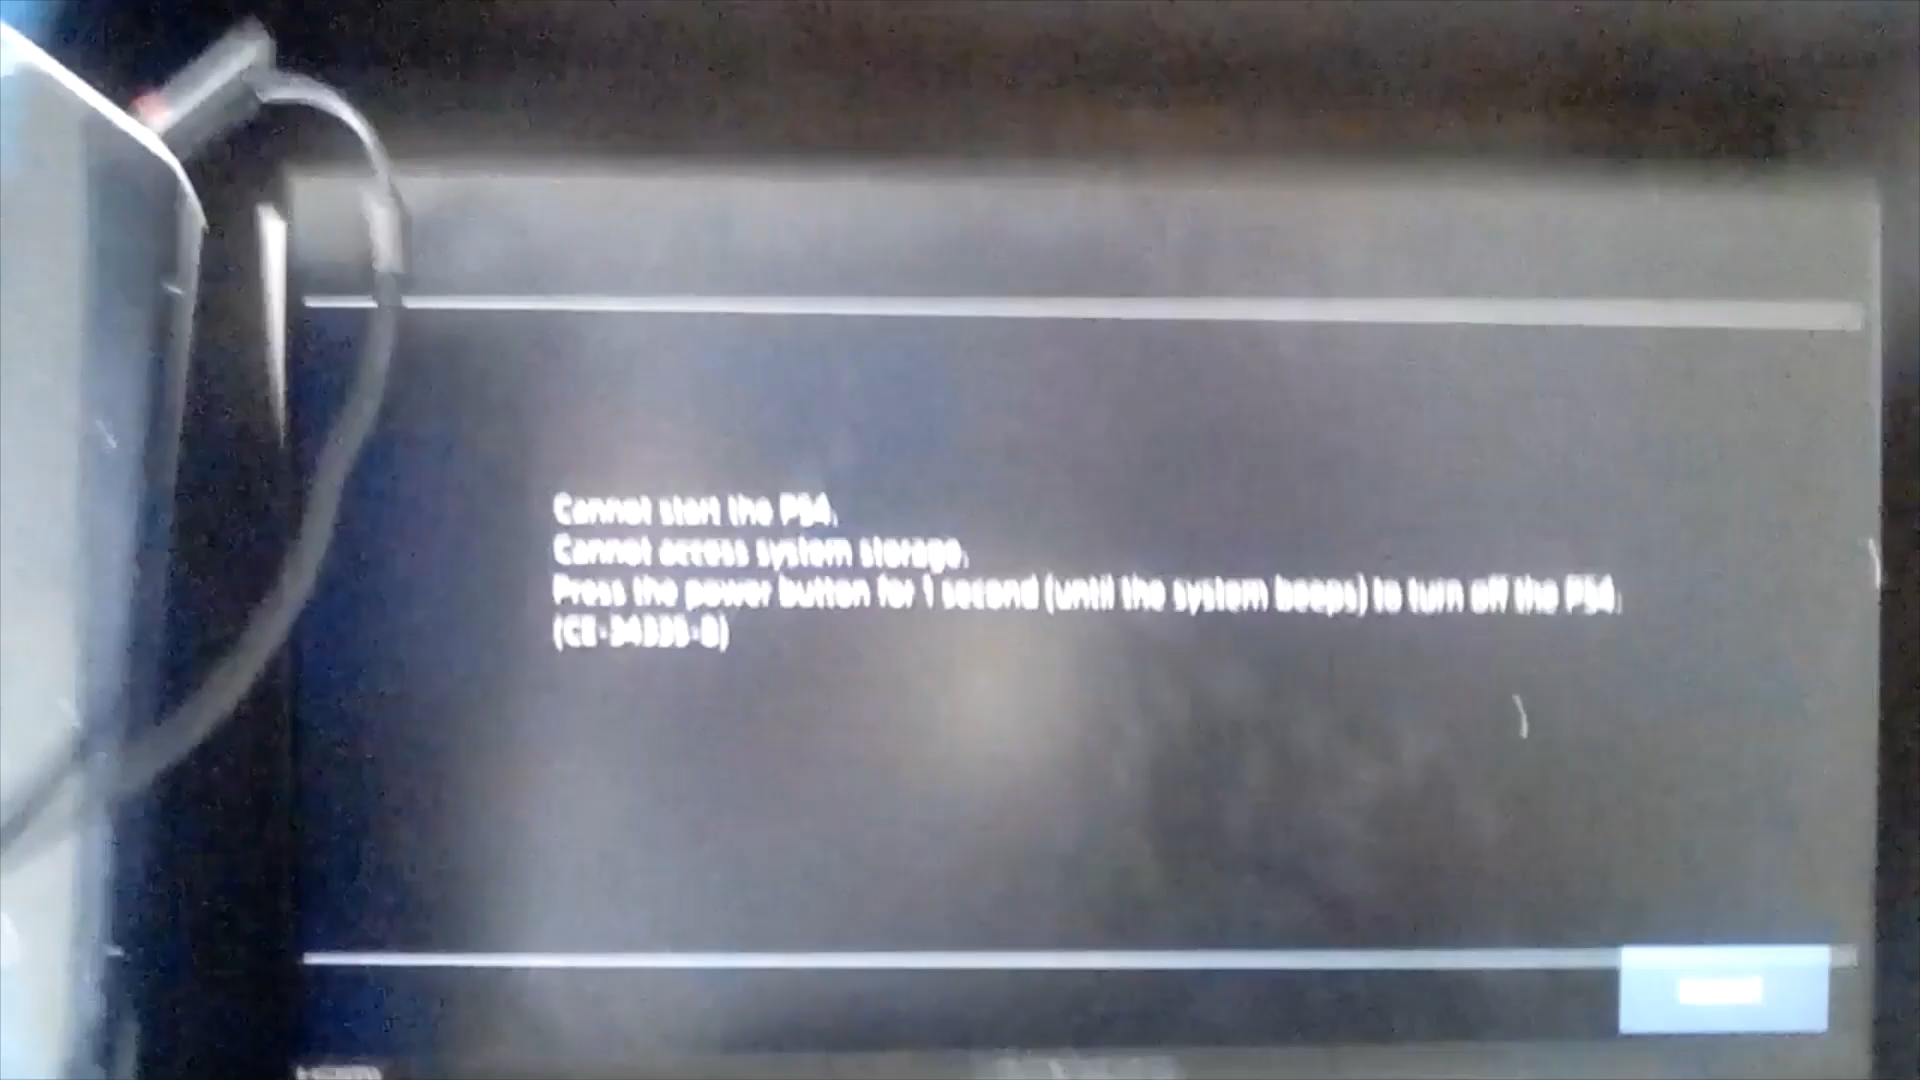 Cannot start the PS4.
Cannot access system storage.
Press the power button for 1 second (until the system beeps) to turn off the PS4.
(CE-34335-8)